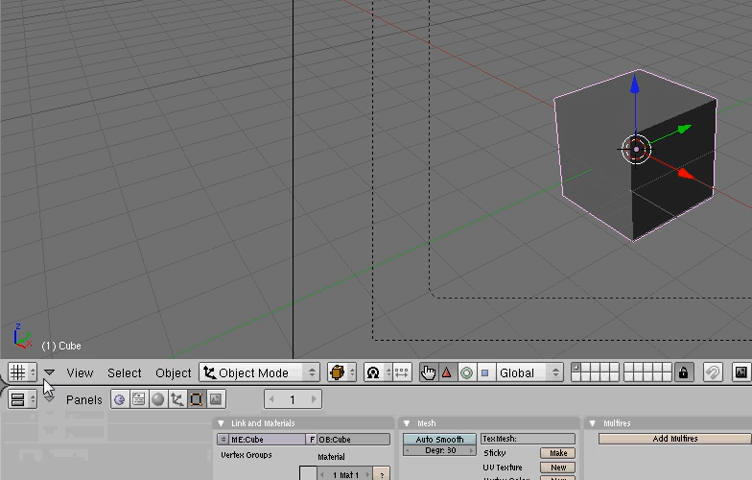 z
x
(1) Cube
View Select Object Object Mode Global
Panels 1
Link and Materials Mesh Multires
ME:Cube F OB:Cube Auto Smooth TexMesh: Add Multires
Vertex Groups Material Degr: 30 Sticky Make
1 Mat 1 ? UV Texture New
New